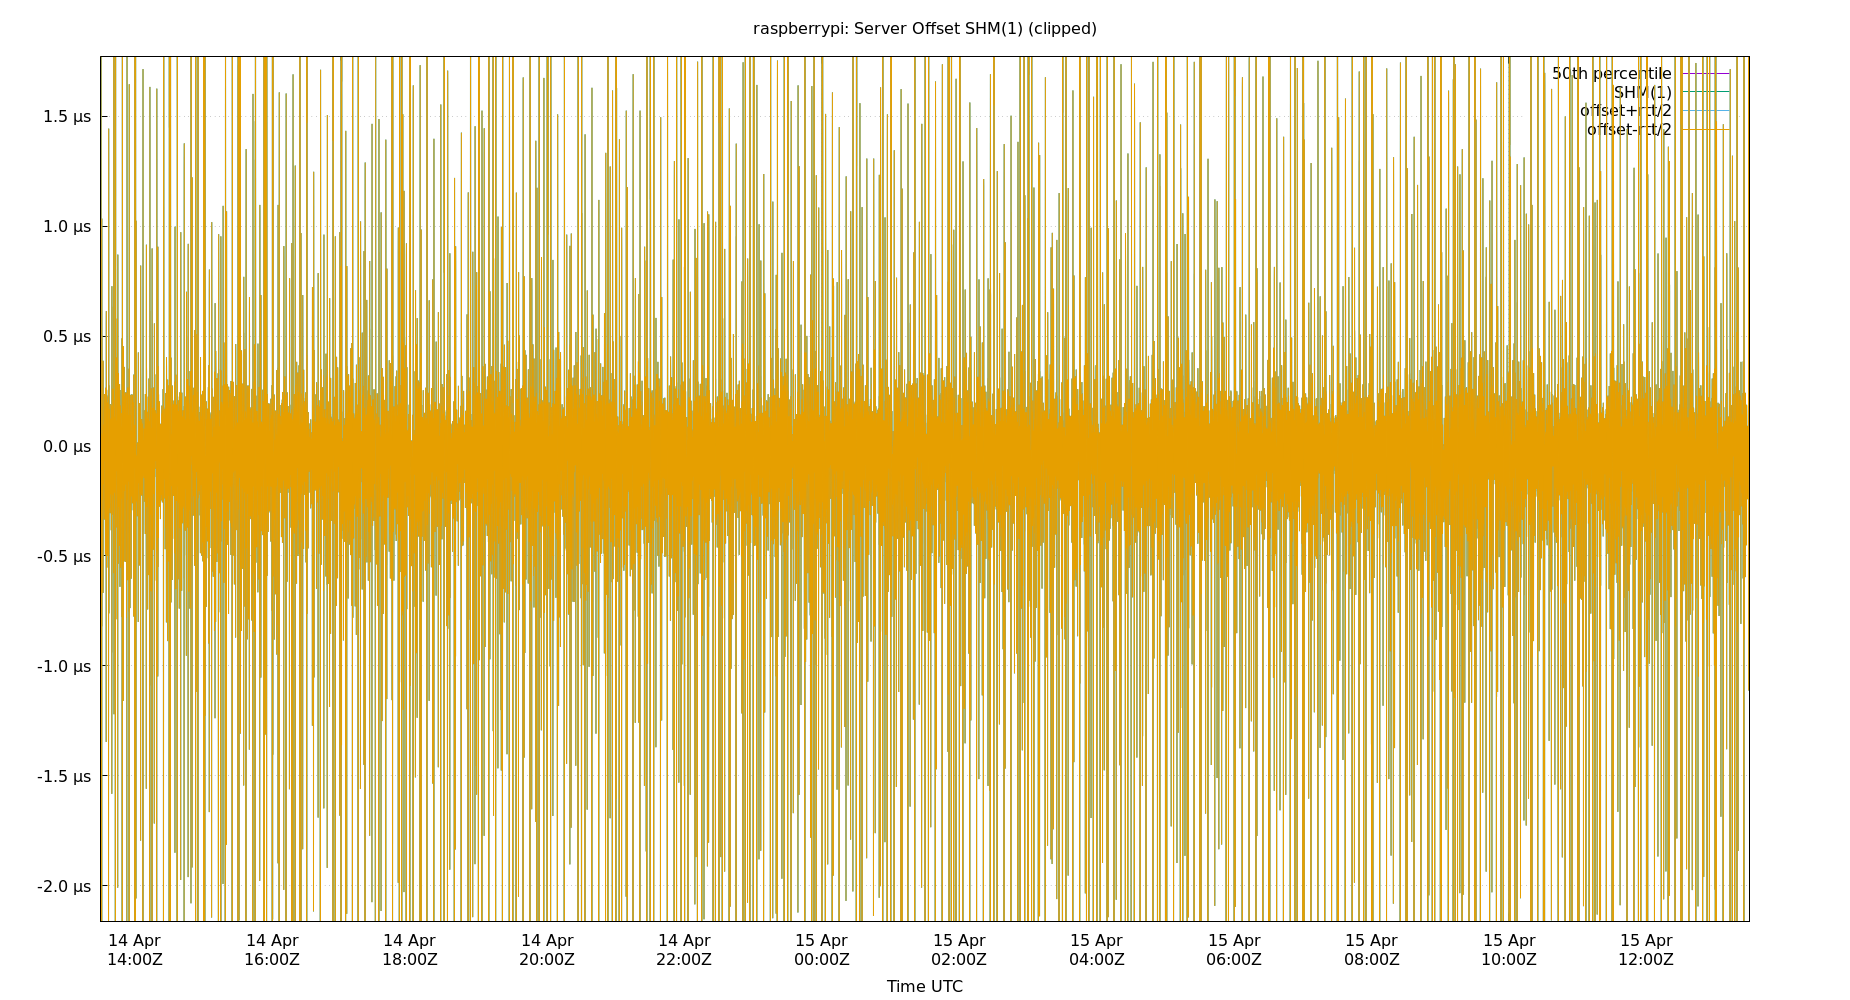 raspberrypi: Server Offset SHM(1) (clipped)
50th percentile
SHM(1)
offset+rtt/2
offset-rtt/2
1.5 µs
1.0 µs
0.5 µs
0.0 µs
-0.5 µs
-1.0 µs
-1.5 µs
-2.0 µs
14 Apr 14 Apr 14 Apr 14 Apr 14 Apr 15 Apr 15 Apr 15 Apr 15 Apr 15 Apr 15 Apr 15 Apr
14:00Z 16:00Z 18:00Z 20:00Z 22:00Z 00:00Z 02:00Z 04:00Z 06:00Z 08:00Z 10:00Z 12:00Z
Time UTC